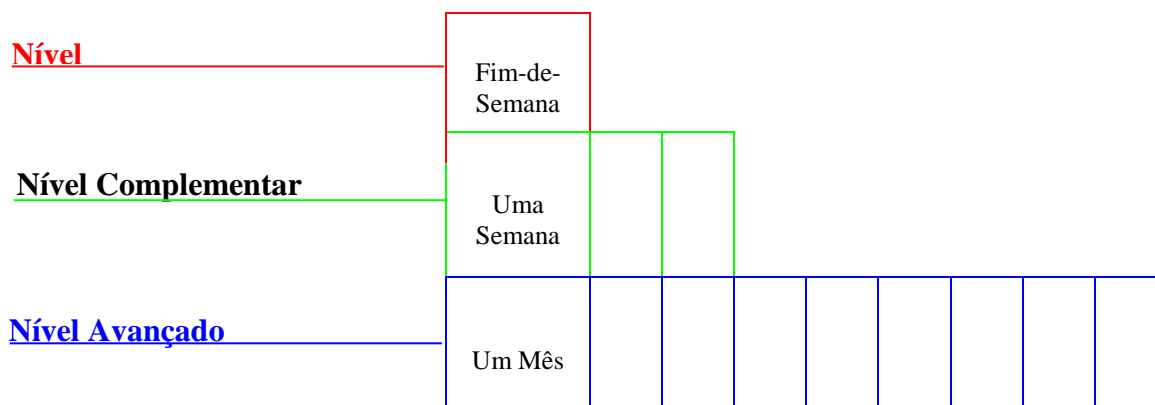 Nível
Fim-de-
Semana
Nível Complementar
Uma
Semana
Nível Avançado
Um Mês